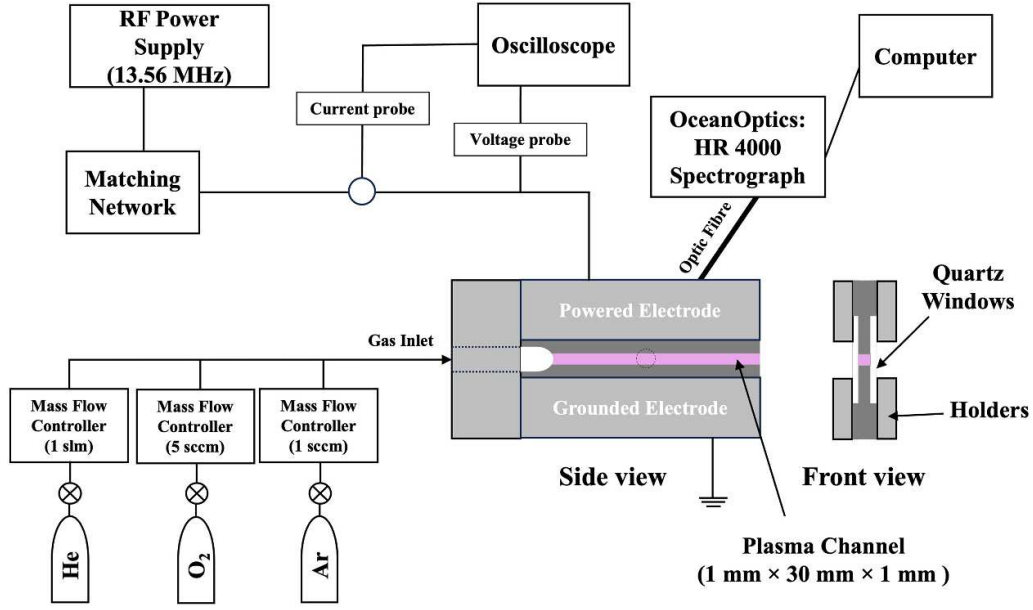 RF Power
Supply
(13.56 MHz)
Oscilloscope
Computer
Current probe
Voltage probe
OceanOptics:
HR 4000
Spectrograph
Matching
Network
Optic Fibre
Quartz
Windows
Powered Electrode
Gas Inlet
Grounded Electrode
Holders
Mass Flow
Controller
(1 slm)
Mass Flow
Controller
(5 sccm)
Mass Flow
Controller
(1 sccm)
Side view
Front view
He
O₂
Ar
Plasma Channel
(1 mm × 30 mm × 1 mm )